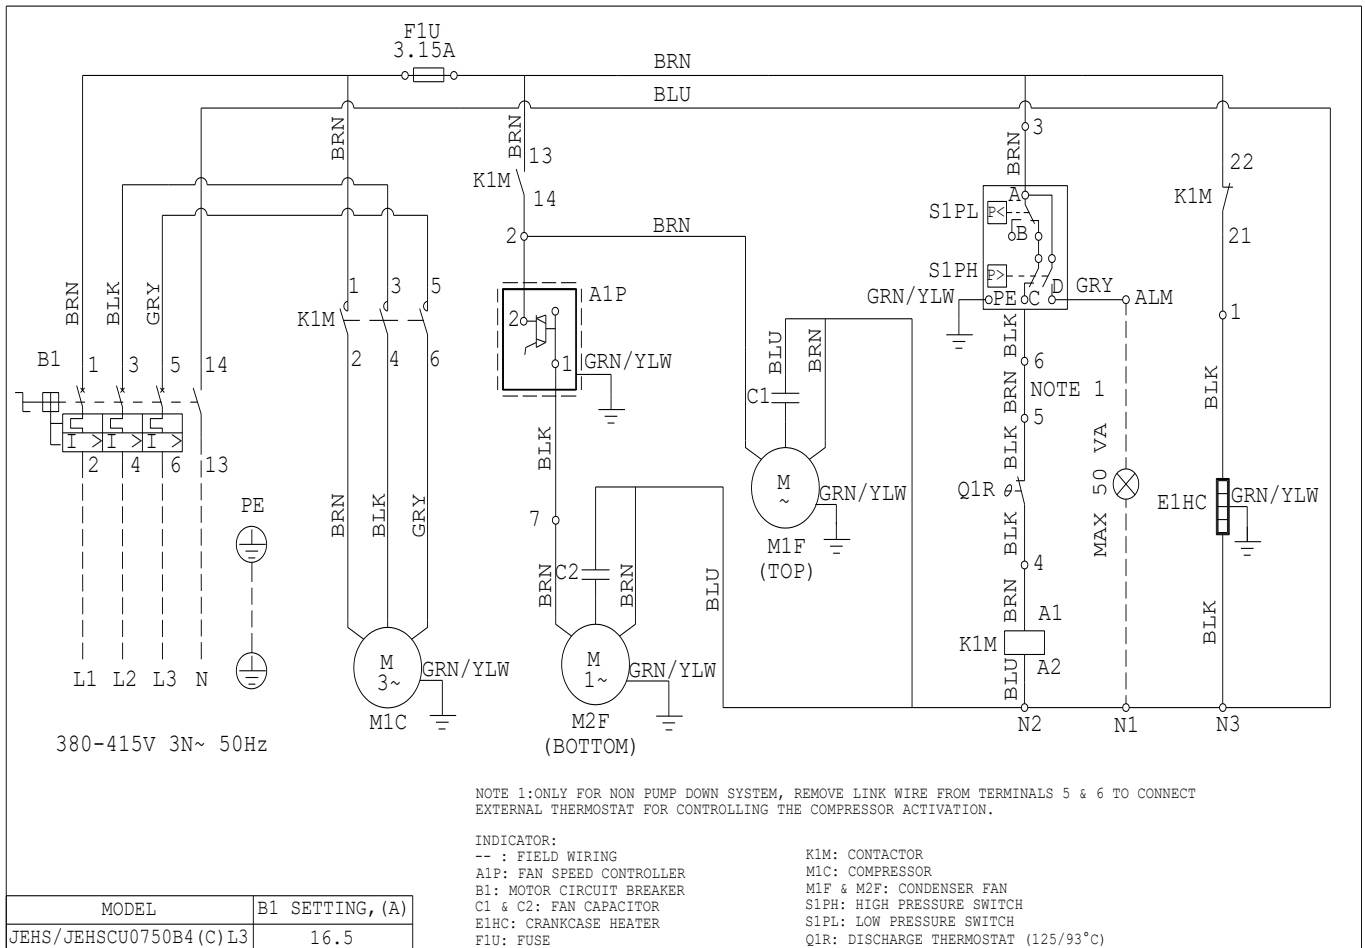 F1U
3.15A
BRN
BLU
BRN
BRN
13
K1M
14
2
BRN
3
BRN
A
S1PL
P<
B
S1PH
P>
GRN/YLW
PE
C
D
GRY
ALM
22
K1M
21
1
BRN
BLK
GRY
B1
1
3
5
14
I >
I >
I >
2
4
6
13
1
3
5
K1M
2
4
6
A1P
2
1
GRN/YLW
BLU
BRN
C1
BLK
6
BRN
NOTE 1
5
BLK
Q1R
θ
BLK
4
BRN
A1
K1M
A2
BLU
MAX 50 VA
BLK
E1HC
GRN/YLW
BLK
PE
BRN
BLK
GRY
BLK
7
BRN
C2
BRN
BLU
M
~
GRN/YLW
M1F
(TOP)
L1
L2
L3
N
M
3~
GRN/YLW
M1C
M
1~
GRN/YLW
M2F
(BOTTOM)
N2
N1
N3
380-415V 3N~ 50Hz
NOTE 1:ONLY FOR NON PUMP DOWN SYSTEM, REMOVE LINK WIRE FROM TERMINALS 5 & 6 TO CONNECT
EXTERNAL THERMOSTAT FOR CONTROLLING THE COMPRESSOR ACTIVATION.
INDICATOR:
-- : FIELD WIRING
A1P: FAN SPEED CONTROLLER
B1: MOTOR CIRCUIT BREAKER
C1 & C2: FAN CAPACITOR
E1HC: CRANKCASE HEATER
F1U: FUSE
K1M: CONTACTOR
M1C: COMPRESSOR
M1F & M2F: CONDENSER FAN
S1PH: HIGH PRESSURE SWITCH
S1PL: LOW PRESSURE SWITCH
Q1R: DISCHARGE THERMOSTAT (125/93°C)
MODEL
B1 SETTING,(A)
JEHS/JEHSCU0750B4(C)L3
16.5